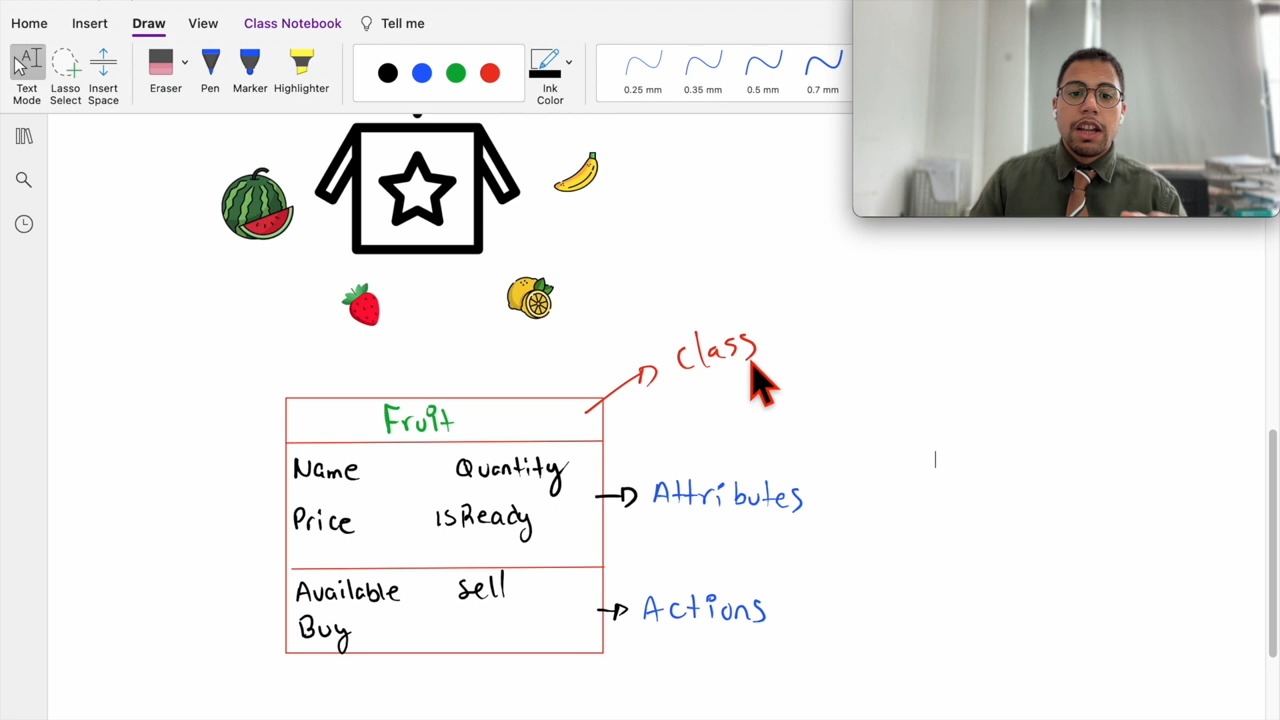 Home Insert Draw View Class Notebook Tell me
Text Mode
Lasso Select
Insert Space
Eraser
Pen
Marker
Highlighter
Ink Color
0.25 mm
0.35 mm
0.5 mm
0.7 mm
class
Fruit
Name Quantity
Price isReady
Attributes
Available Sell
Buy
Actions